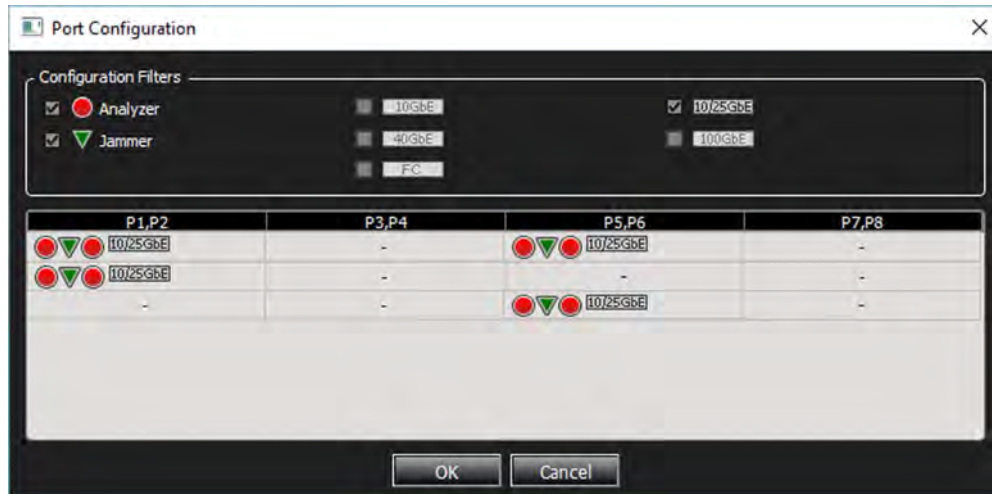 Port Configuration
Configuration Filters
Analyzer 10GbE 10/25GbE
Jammer 40GbE 100GbE
FC
P1,P2 P3,P4 P5,P6 P7,P8
10/25GbE - 10/25GbE -
10/25GbE - - -
- - 10/25GbE -
OK Cancel